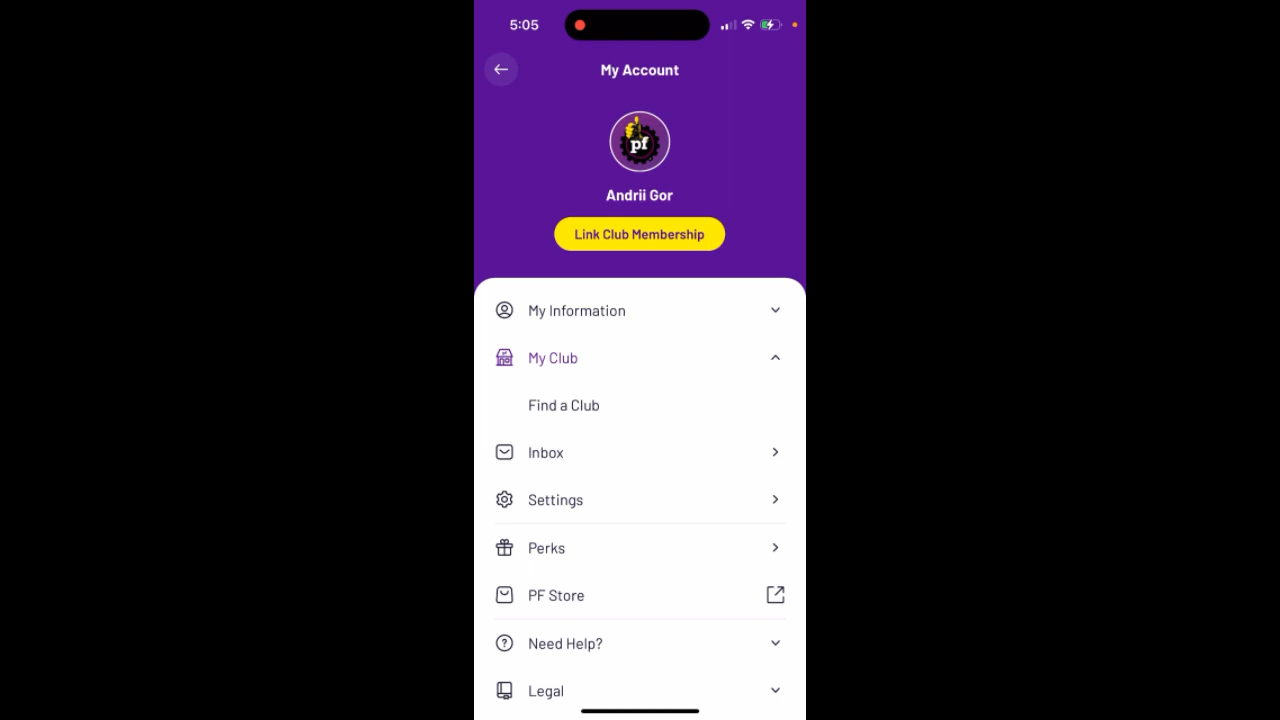 5:05
My Account
pf
Andrii Gor
Link Club Membership
My Information
My Club
Find a Club
Inbox
Settings
Perks
PF Store
Need Help?
Legal